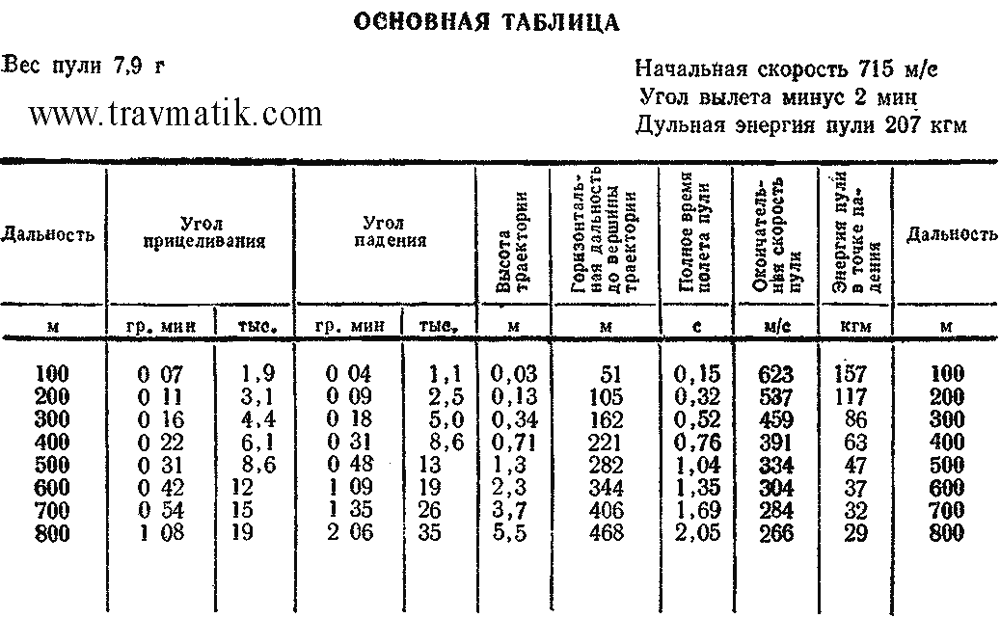 ОСНОВНАЯ ТАБЛИЦА
Вес пули 7,9 г
Начальная скорость 715 м/с
www.travmatik.com
Угол вылета минус 2 мин
Дульная энергия пули 207 кгм
Дальность Угол прицеливания Угол падения Высота траектории Горизонталь-ная дальность до вершины траектории Полное время полета пули Окончатель-ная скорость пули Энергия пули в точке па-дения Дальность
м гр. мин тыс. гр. мин тыс. м м с м/с кгм м
100 0 07 1,9 0 04 1,1 0,03 51 0,15 623 157 100
200 0 11 3,1 0 09 2,5 0,13 105 0,32 537 117 200
300 0 16 4,4 0 18 5,0 0,34 162 0,52 459 86 300
400 0 22 6,1 0 31 8,6 0,71 221 0,76 391 63 400
500 0 31 8,6 0 48 13 1,3 282 1,04 334 47 500
600 0 42 12 1 09 19 2,3 344 1,35 304 37 600
700 0 54 15 1 35 26 3,7 406 1,69 284 32 700
800 1 08 19 2 06 35 5,5 468 2,05 266 29 800